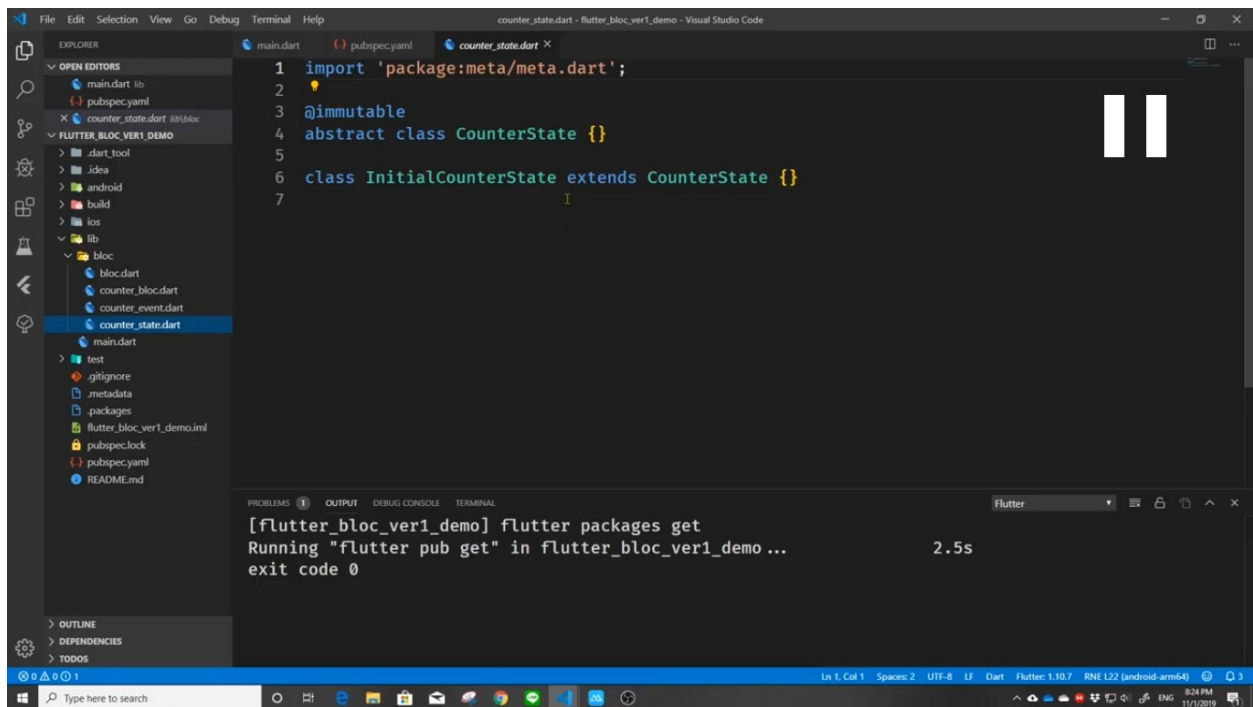 File Edit Selection View Go Debug Terminal Help
counter_state.dart - flutter_bloc_ver1_demo - Visual Studio Code
EXPLORER
OPEN EDITORS
main.dart lib
pubspec.yaml
counter_state.dart lib\bloc
FLUTTER_BLOC_VER1_DEMO
.dart_tool
.idea
android
build
ios
lib
bloc
bloc.dart
counter_bloc.dart
counter_event.dart
counter_state.dart
main.dart
test
.gitignore
.metadata
.packages
flutter_bloc_ver1_demo.iml
pubspec.lock
pubspec.yaml
README.md
OUTLINE
DEPENDENCIES
TODOS
main.dart pubspec.yaml counter_state.dart
1 import 'package:meta/meta.dart';
2
3 @immutable
4 abstract class CounterState {}
5
6 class InitialCounterState extends CounterState {}
7
PROBLEMS 1 OUTPUT DEBUG CONSOLE TERMINAL
Flutter
[flutter_bloc_ver1_demo] flutter packages get
Running "flutter pub get" in flutter_bloc_ver1_demo... 2.5s
exit code 0
0 0 1
Ln 1, Col 1 Spaces: 2 UTF-8 LF Dart Flutter: 1.10.7 RNE L22 (android-arm64) 3
Type here to search
ENG
8:24 PM
11/1/2019